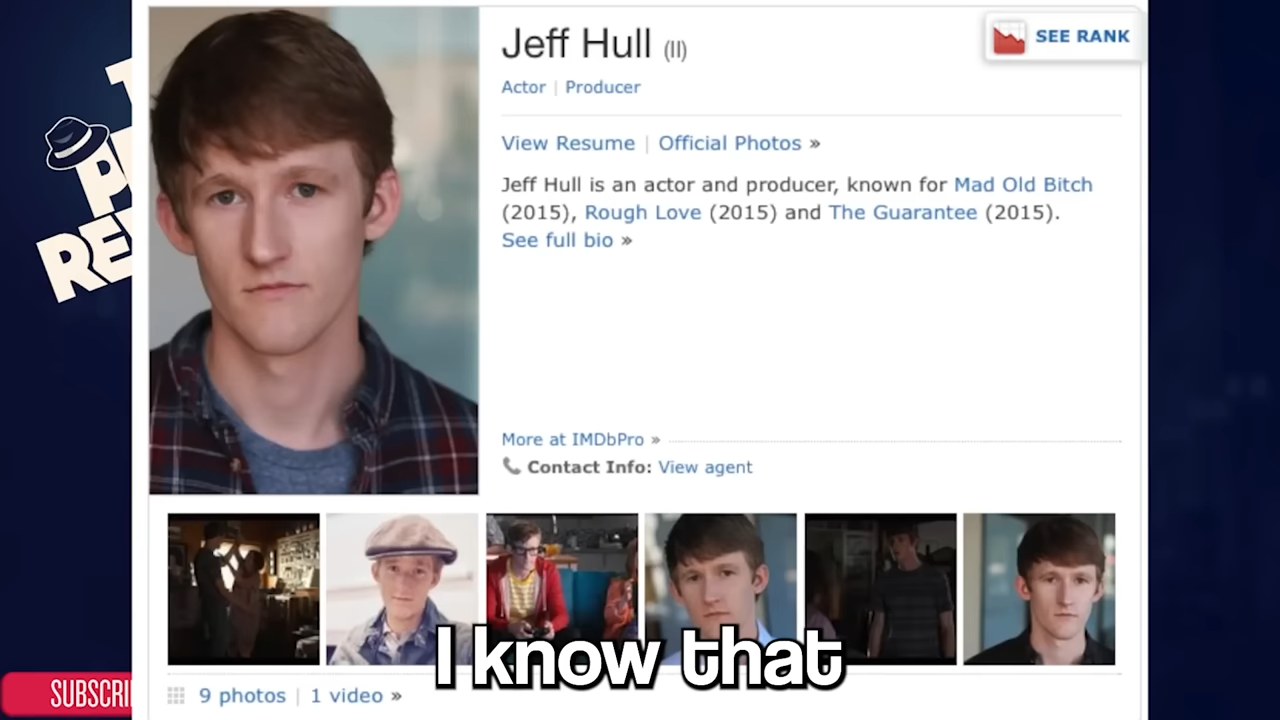 Jeff Hull (II)
SEE RANK
Actor | Producer
View Resume | Official Photos »
Jeff Hull is an actor and producer, known for Mad Old Bitch
(2015), Rough Love (2015) and The Guarantee (2015).
See full bio »
More at IMDbPro »
Contact Info: View agent
I know that
9 photos | 1 video »